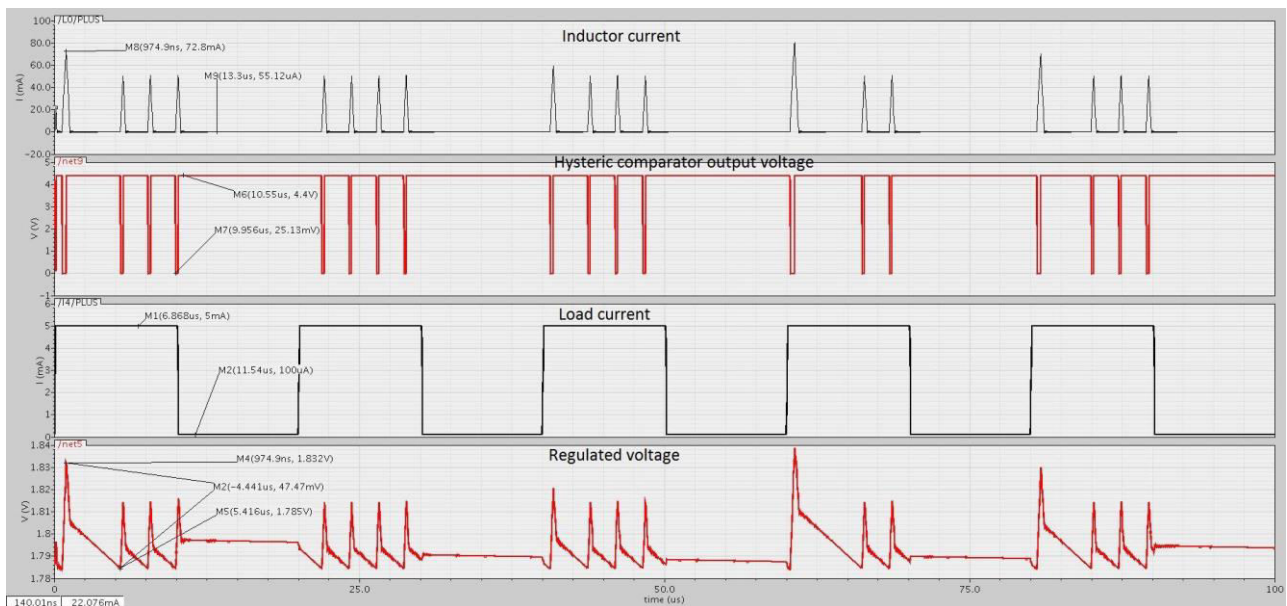 /L0/PLUS
Inductor current
100
80.0
60.0
40.0
20.0
0
-20.0
I (mA)
M8(974.9ns, 72.8mA)
M9(13.3us, 55.12uA)
/net9
Hysteric comparator output voltage
5
4
3
2
1
0
-1
V (V)
M6(10.55us, 4.4V)
M7(9.956us, 25.13mV)
/I4/PLUS
Load current
6
5
4
3
2
1
0
I (mA)
M1(6.868us, 5mA)
M2(11.54us, 100uA)
/net5
Regulated voltage
1.84
1.83
1.82
1.81
1.8
1.79
1.78
V (V)
M4(974.9ns, 1.832V)
M2(-4.441us, 47.47mV)
M5(5.416us, 1.785V)
0 25.0 50.0 75.0 100
time (us)
140.01ns 22.076mA